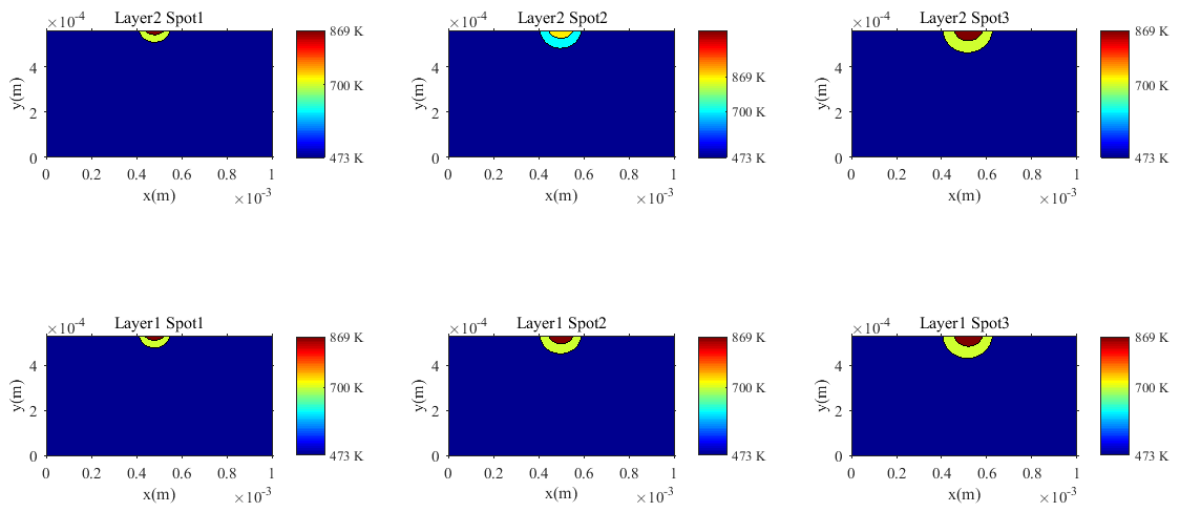 ×10⁻⁴ Layer2 Spot1
869 K
700 K
473 K
y(m)
4
2
0
0 0.2 0.4 0.6 0.8 1
x(m) ×10⁻³
×10⁻⁴ Layer2 Spot2
869 K
700 K
473 K
y(m)
4
2
0
0 0.2 0.4 0.6 0.8 1
x(m) ×10⁻³
×10⁻⁴ Layer2 Spot3
869 K
700 K
473 K
y(m)
4
2
0
0 0.2 0.4 0.6 0.8 1
x(m) ×10⁻³
×10⁻⁴ Layer1 Spot1
869 K
700 K
473 K
y(m)
4
2
0
0 0.2 0.4 0.6 0.8 1
x(m) ×10⁻³
×10⁻⁴ Layer1 Spot2
869 K
700 K
473 K
y(m)
4
2
0
0 0.2 0.4 0.6 0.8 1
x(m) ×10⁻³
×10⁻⁴ Layer1 Spot3
869 K
700 K
473 K
y(m)
4
2
0
0 0.2 0.4 0.6 0.8 1
x(m) ×10⁻³